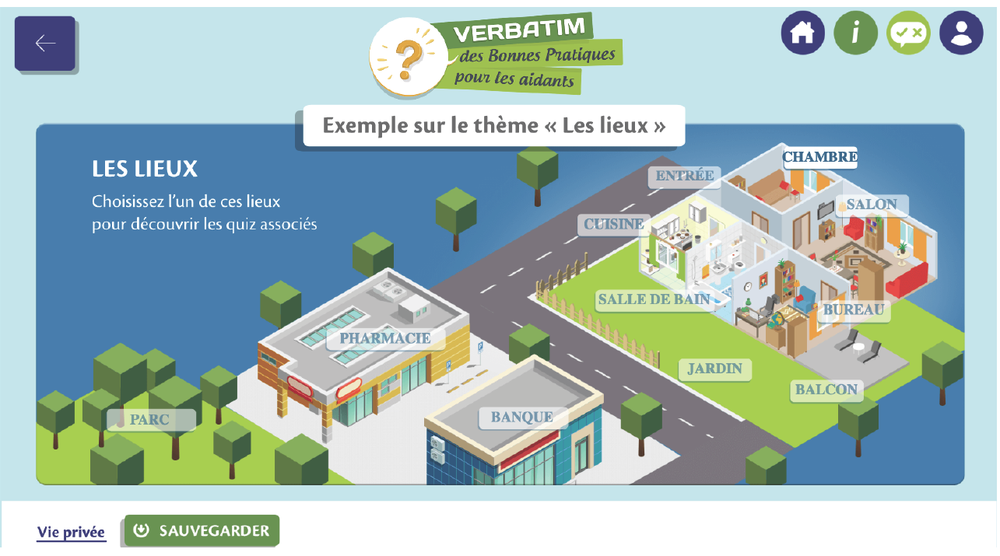 VERBATIM
des Bonnes Pratiques
pour les aidants
Exemple sur le thème « Les lieux »
LES LIEUX
Choisissez l’un de ces lieux
pour découvrir les quiz associés
CHAMBRE
ENTRÉE
SALON
CUISINE
SALLE DE BAIN
BUREAU
PHARMACIE
JARDIN
BALCON
BANQUE
PARC
Vie privée
SAUVEGARDER